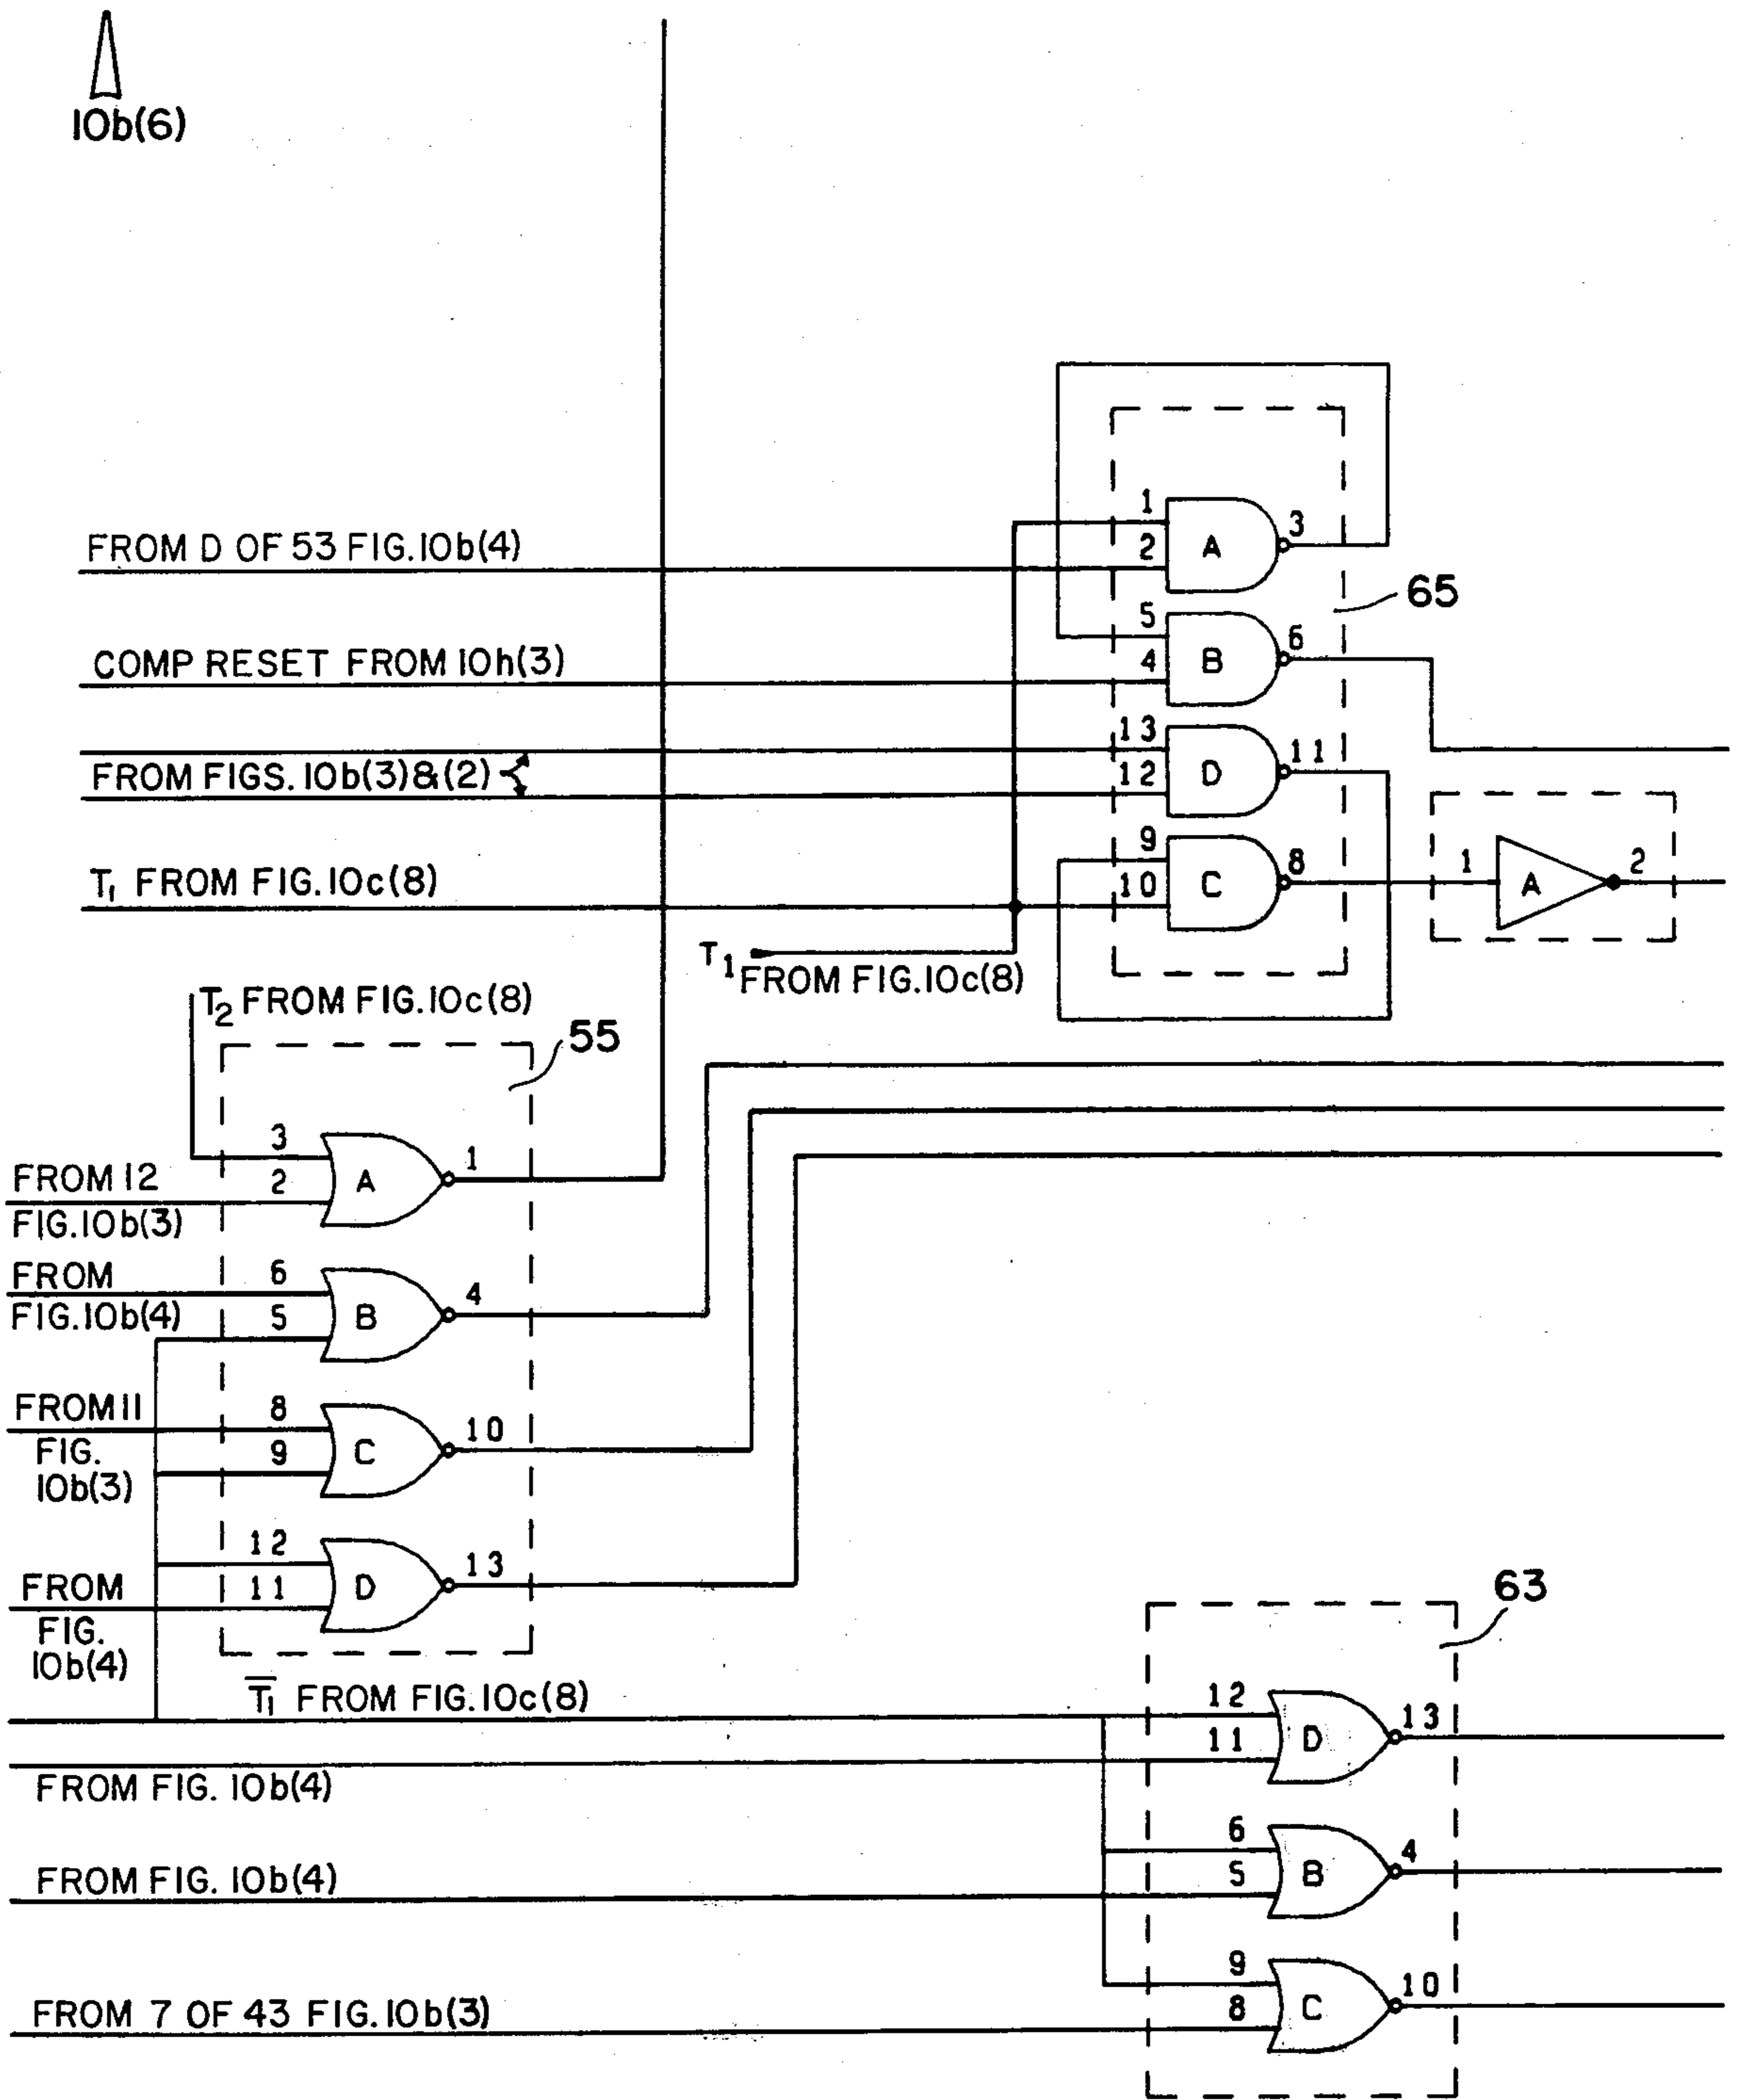 10b(6)
1
3
FROM D OF 53 FIG.10b(4)
2
A
65
5
6
COMP RESET FROM 10h(3)
4
B
13
11
FROM FIGS. 10b(3)&(2)
12
D
9
8
1
2
T1 FROM FIG.10c(8)
10
C
A
T1 FROM FIG.10c(8)
T2 FROM FIG.10c(8)
55
3
1
FROM 12
2
A
FIG.10b(3)
FROM
6
4
FIG.10b(4)
5
B
FROM 11
8
10
FIG.
9
C
10b(3)
12
13
FROM
11
D
63
FIG.
10b(4)
T̅1 FROM FIG.10c(8)
12
13
11
D
FROM FIG. 10b(4)
6
4
FROM FIG. 10b(4)
5
B
9
10
FROM 7 OF 43 FIG.10b(3)
8
C